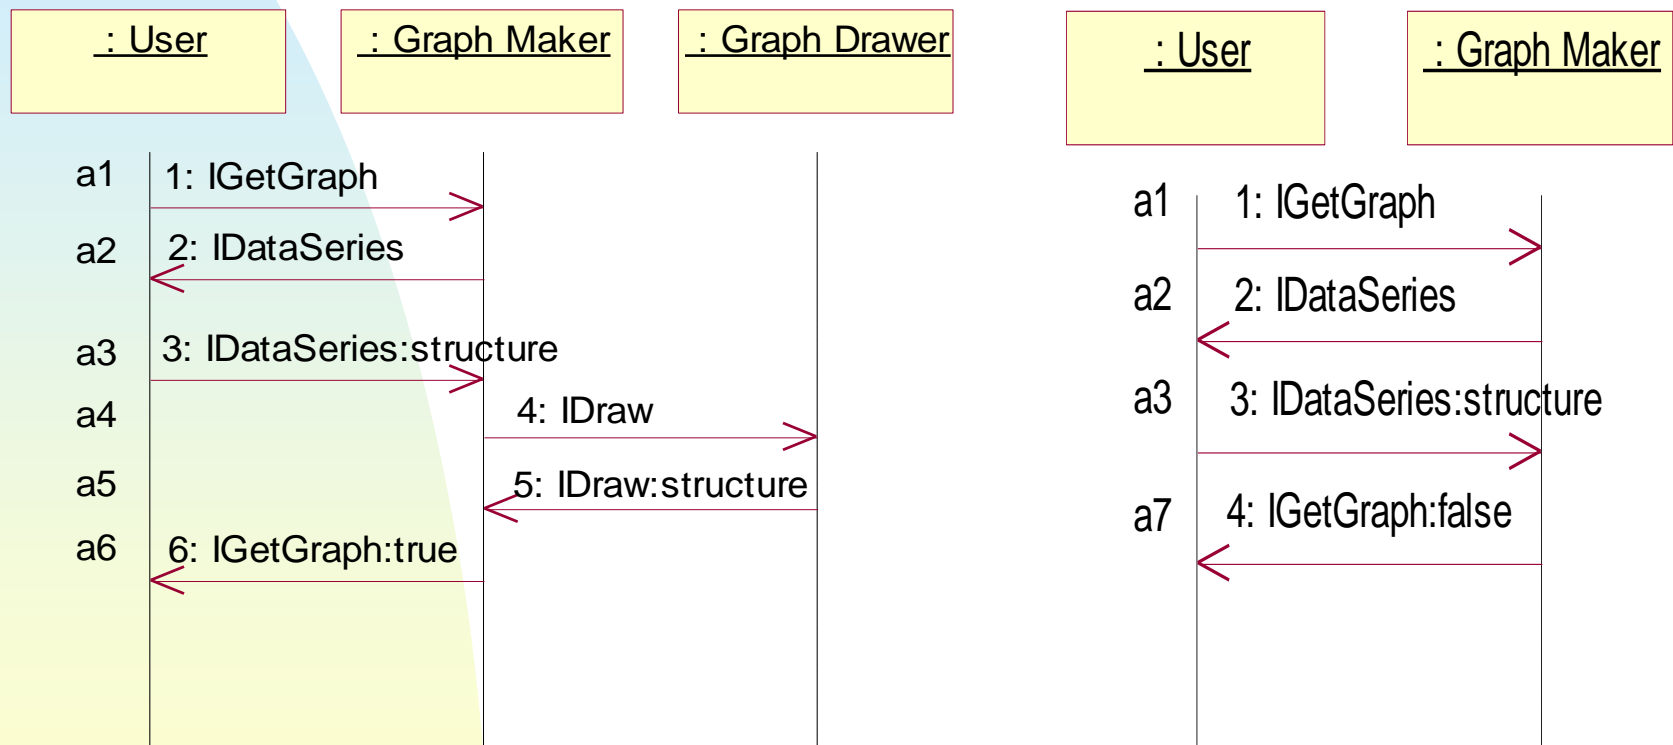 : User
: Graph Maker
: Graph Drawer
a1 1: IGetGraph
a2 2: IDataSeries
a3 3: IDataSeries:structure
a4 4: IDraw
a5 5: IDraw:structure
a6 6: IGetGraph:true
: User
: Graph Maker
a1 1: IGetGraph
a2 2: IDataSeries
a3 3: IDataSeries:structure
a7 4: IGetGraph:false